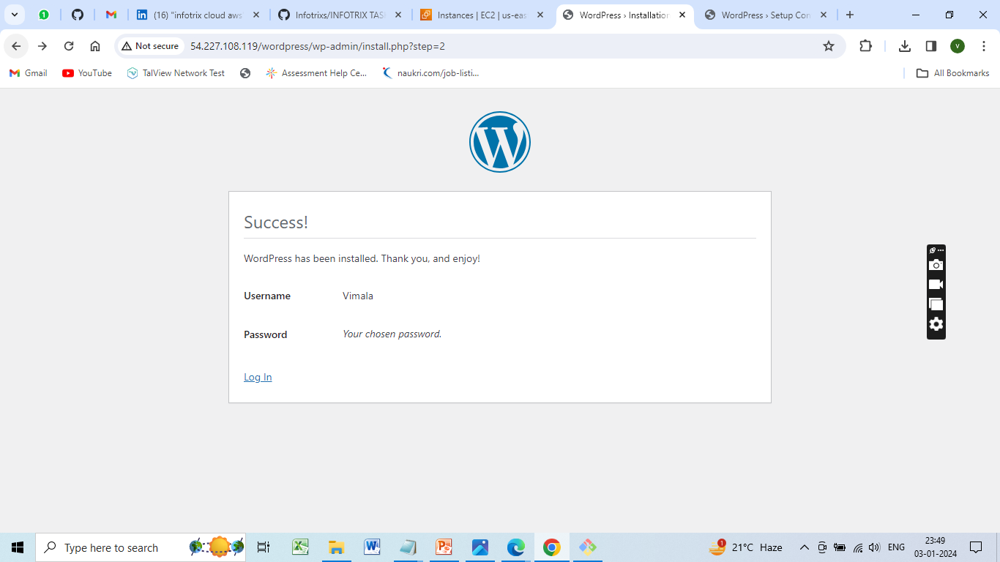 (16) "infotrix cloud aws
Infotrixs/INFOTRIX TAS
Instances | EC2 | us-eas
WordPress › Installation
WordPress › Setup Con
Not secure
54.227.108.119/wordpress/wp-admin/install.php?step=2
V
Gmail
YouTube
TalView Network Test
Assessment Help Ce...
naukri.com/job-listi...
All Bookmarks
Success!
WordPress has been installed. Thank you, and enjoy!
Username Vimala
Password Your chosen password.
Log In
Type here to search
1
21°C Haze
ENG
23:49
03-01-2024